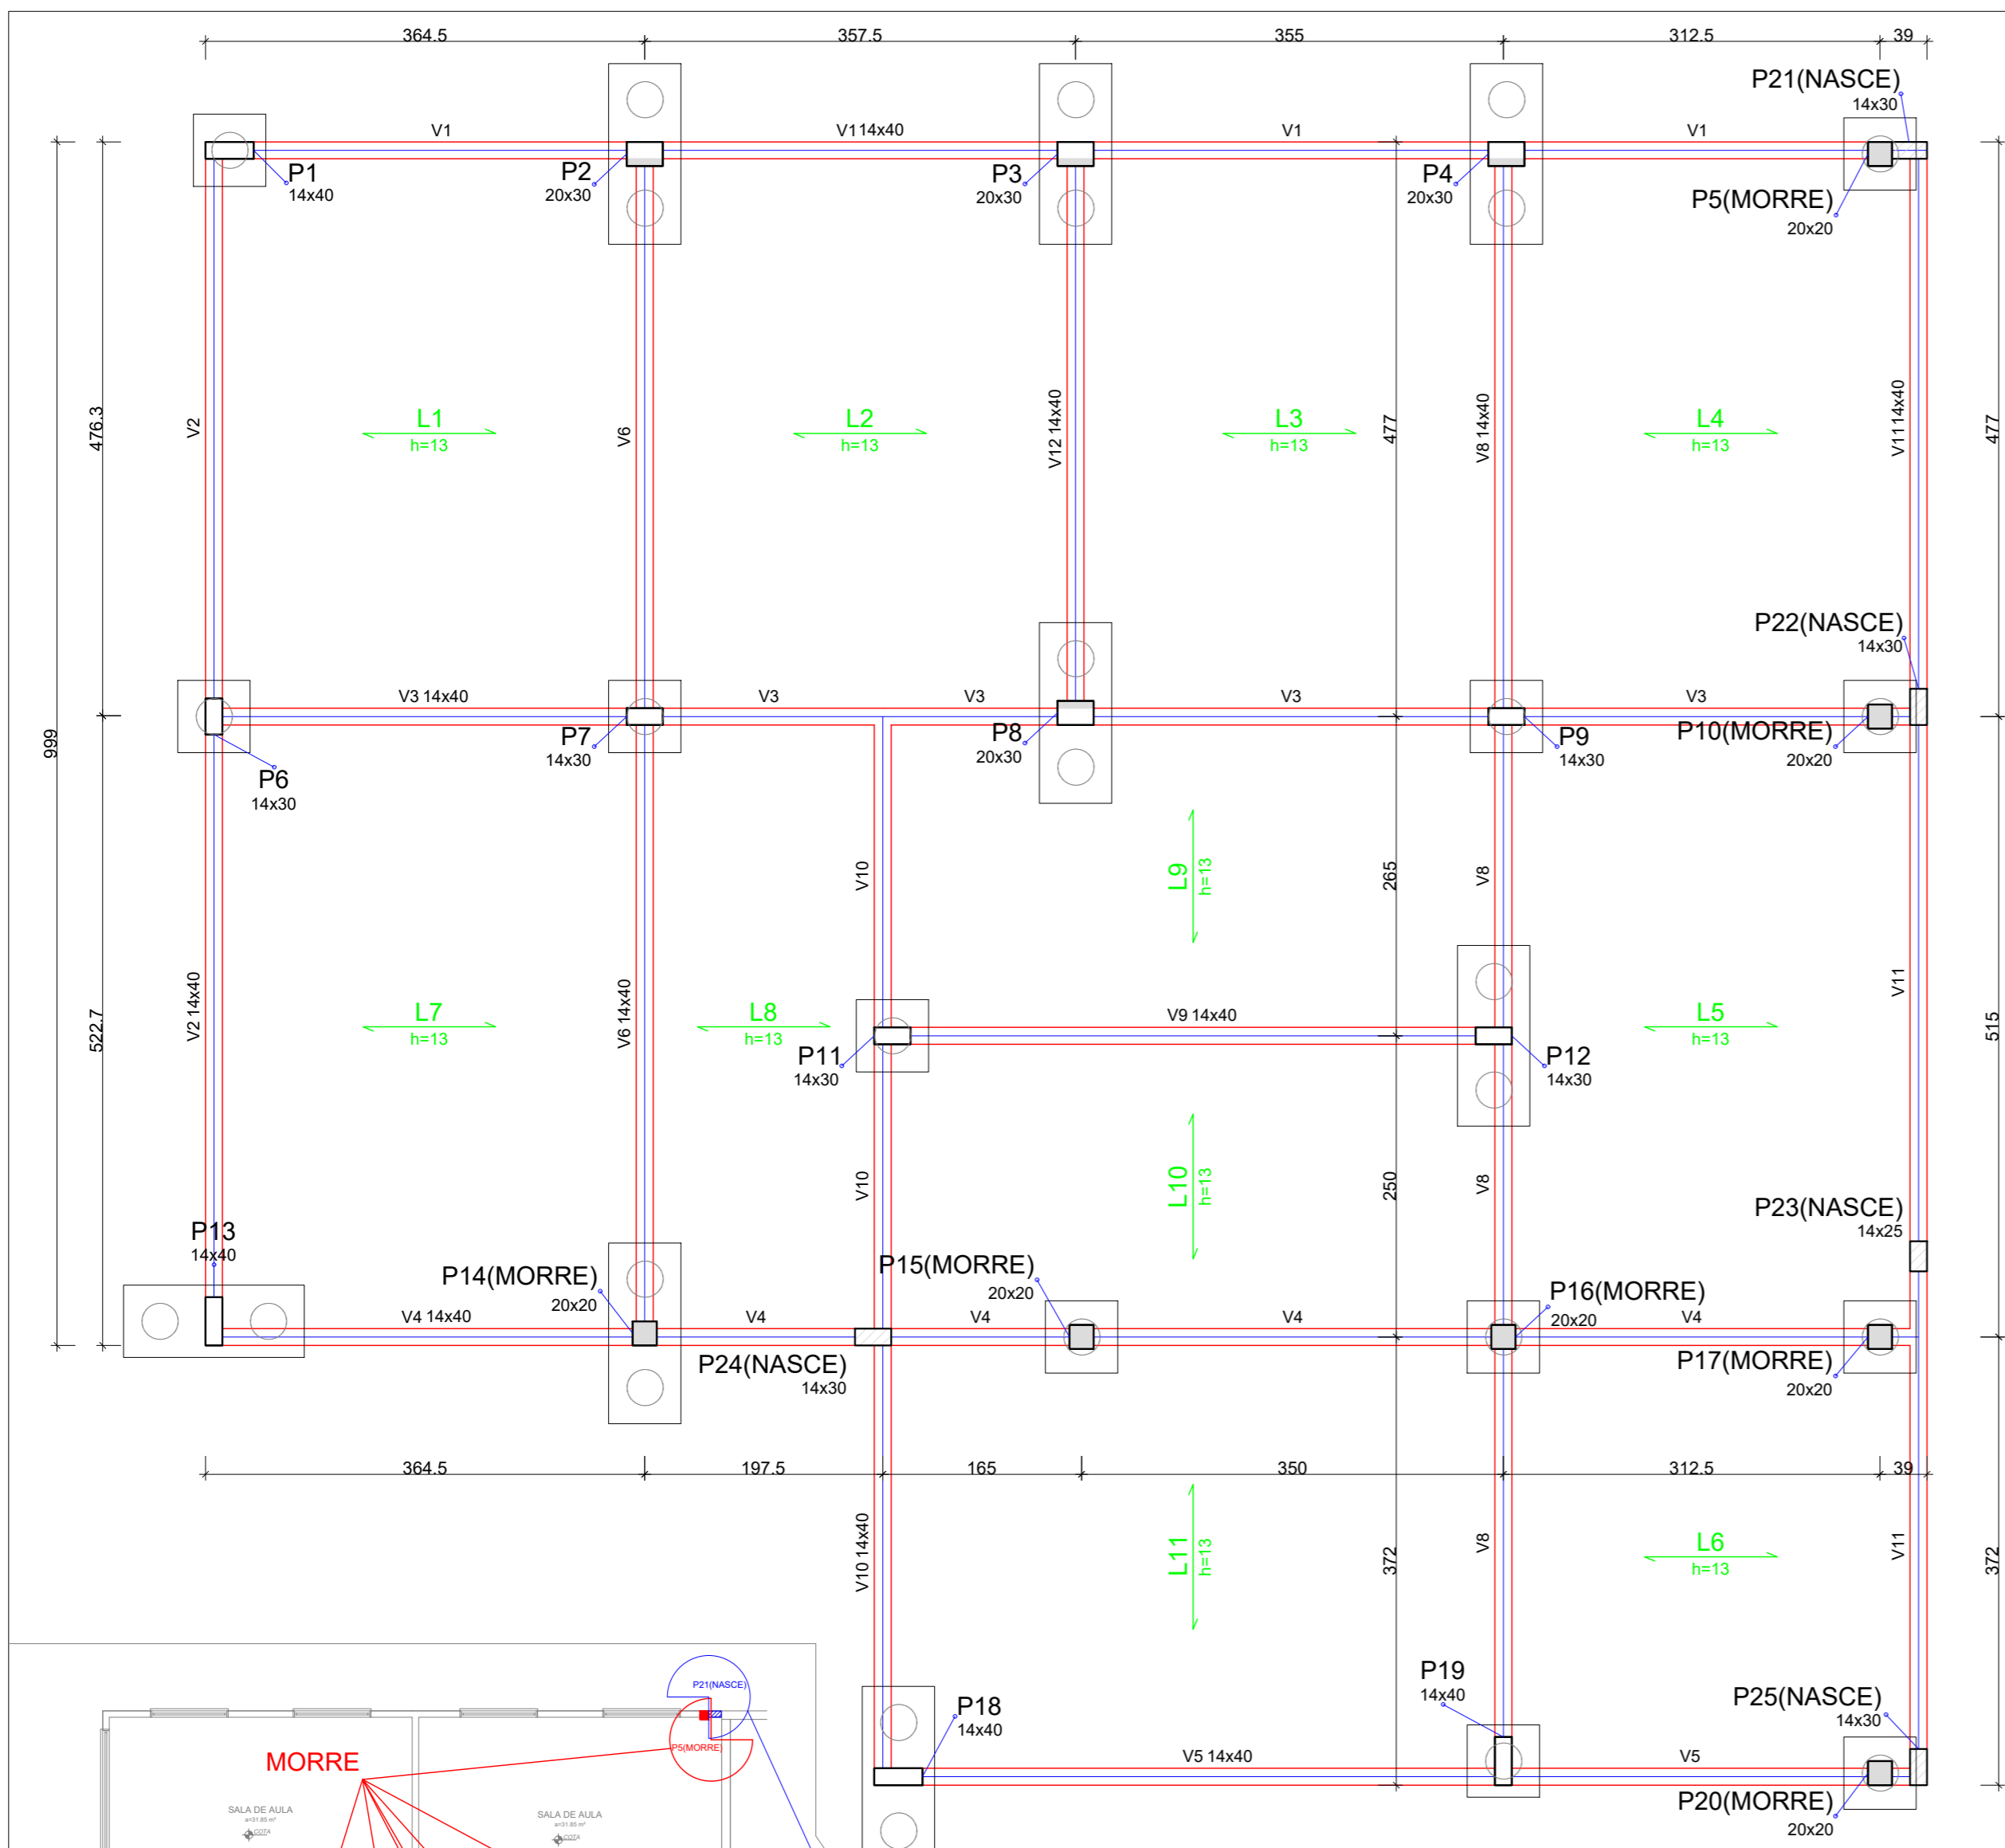 364.5
357.5
355
312.5
39
P21(NASCE)
14x30
V1
V1 14x40
V1
V1
P1
14x40
P2
20x30
P3
20x30
P4
20x30
P5(MORRE)
20x20
476.3
999
V2
L1
h=13
V6
L2
h=13
V12 14x40
L3
h=13
477
V8 14x40
L4
h=13
V11 14x40
477
P22(NASCE)
14x30
V3 14x40
V3
V3
V3
V3
P6
14x30
P7
14x30
P8
20x30
P9
14x30
P10(MORRE)
20x20
V10
L9
h=13
265
V8
522.7
V2 14x40
L7
h=13
V6 14x40
L8
h=13
V9 14x40
L5
h=13
V11
515
P11
14x30
P12
14x30
V10
L10
h=13
250
V8
P23(NASCE)
14x25
P13
14x40
P14(MORRE)
20x20
P15(MORRE)
20x20
P16(MORRE)
20x20
V4 14x40
V4
V4
V4
V4
P24(NASCE)
14x30
P17(MORRE)
20x20
364.5
197.5
165
350
312.5
39
V10 14x40
L11
h=13
372
V8
L6
h=13
V11
372
P18
14x40
P19
14x40
P25(NASCE)
14x30
V5 14x40
V5
P20(MORRE)
20x20
P21(NASCE)
P5(MORRE)
MORRE
SALA DE AULA
a=31.85 m²
COTA
SALA DE AULA
a=31.85 m²
COTA